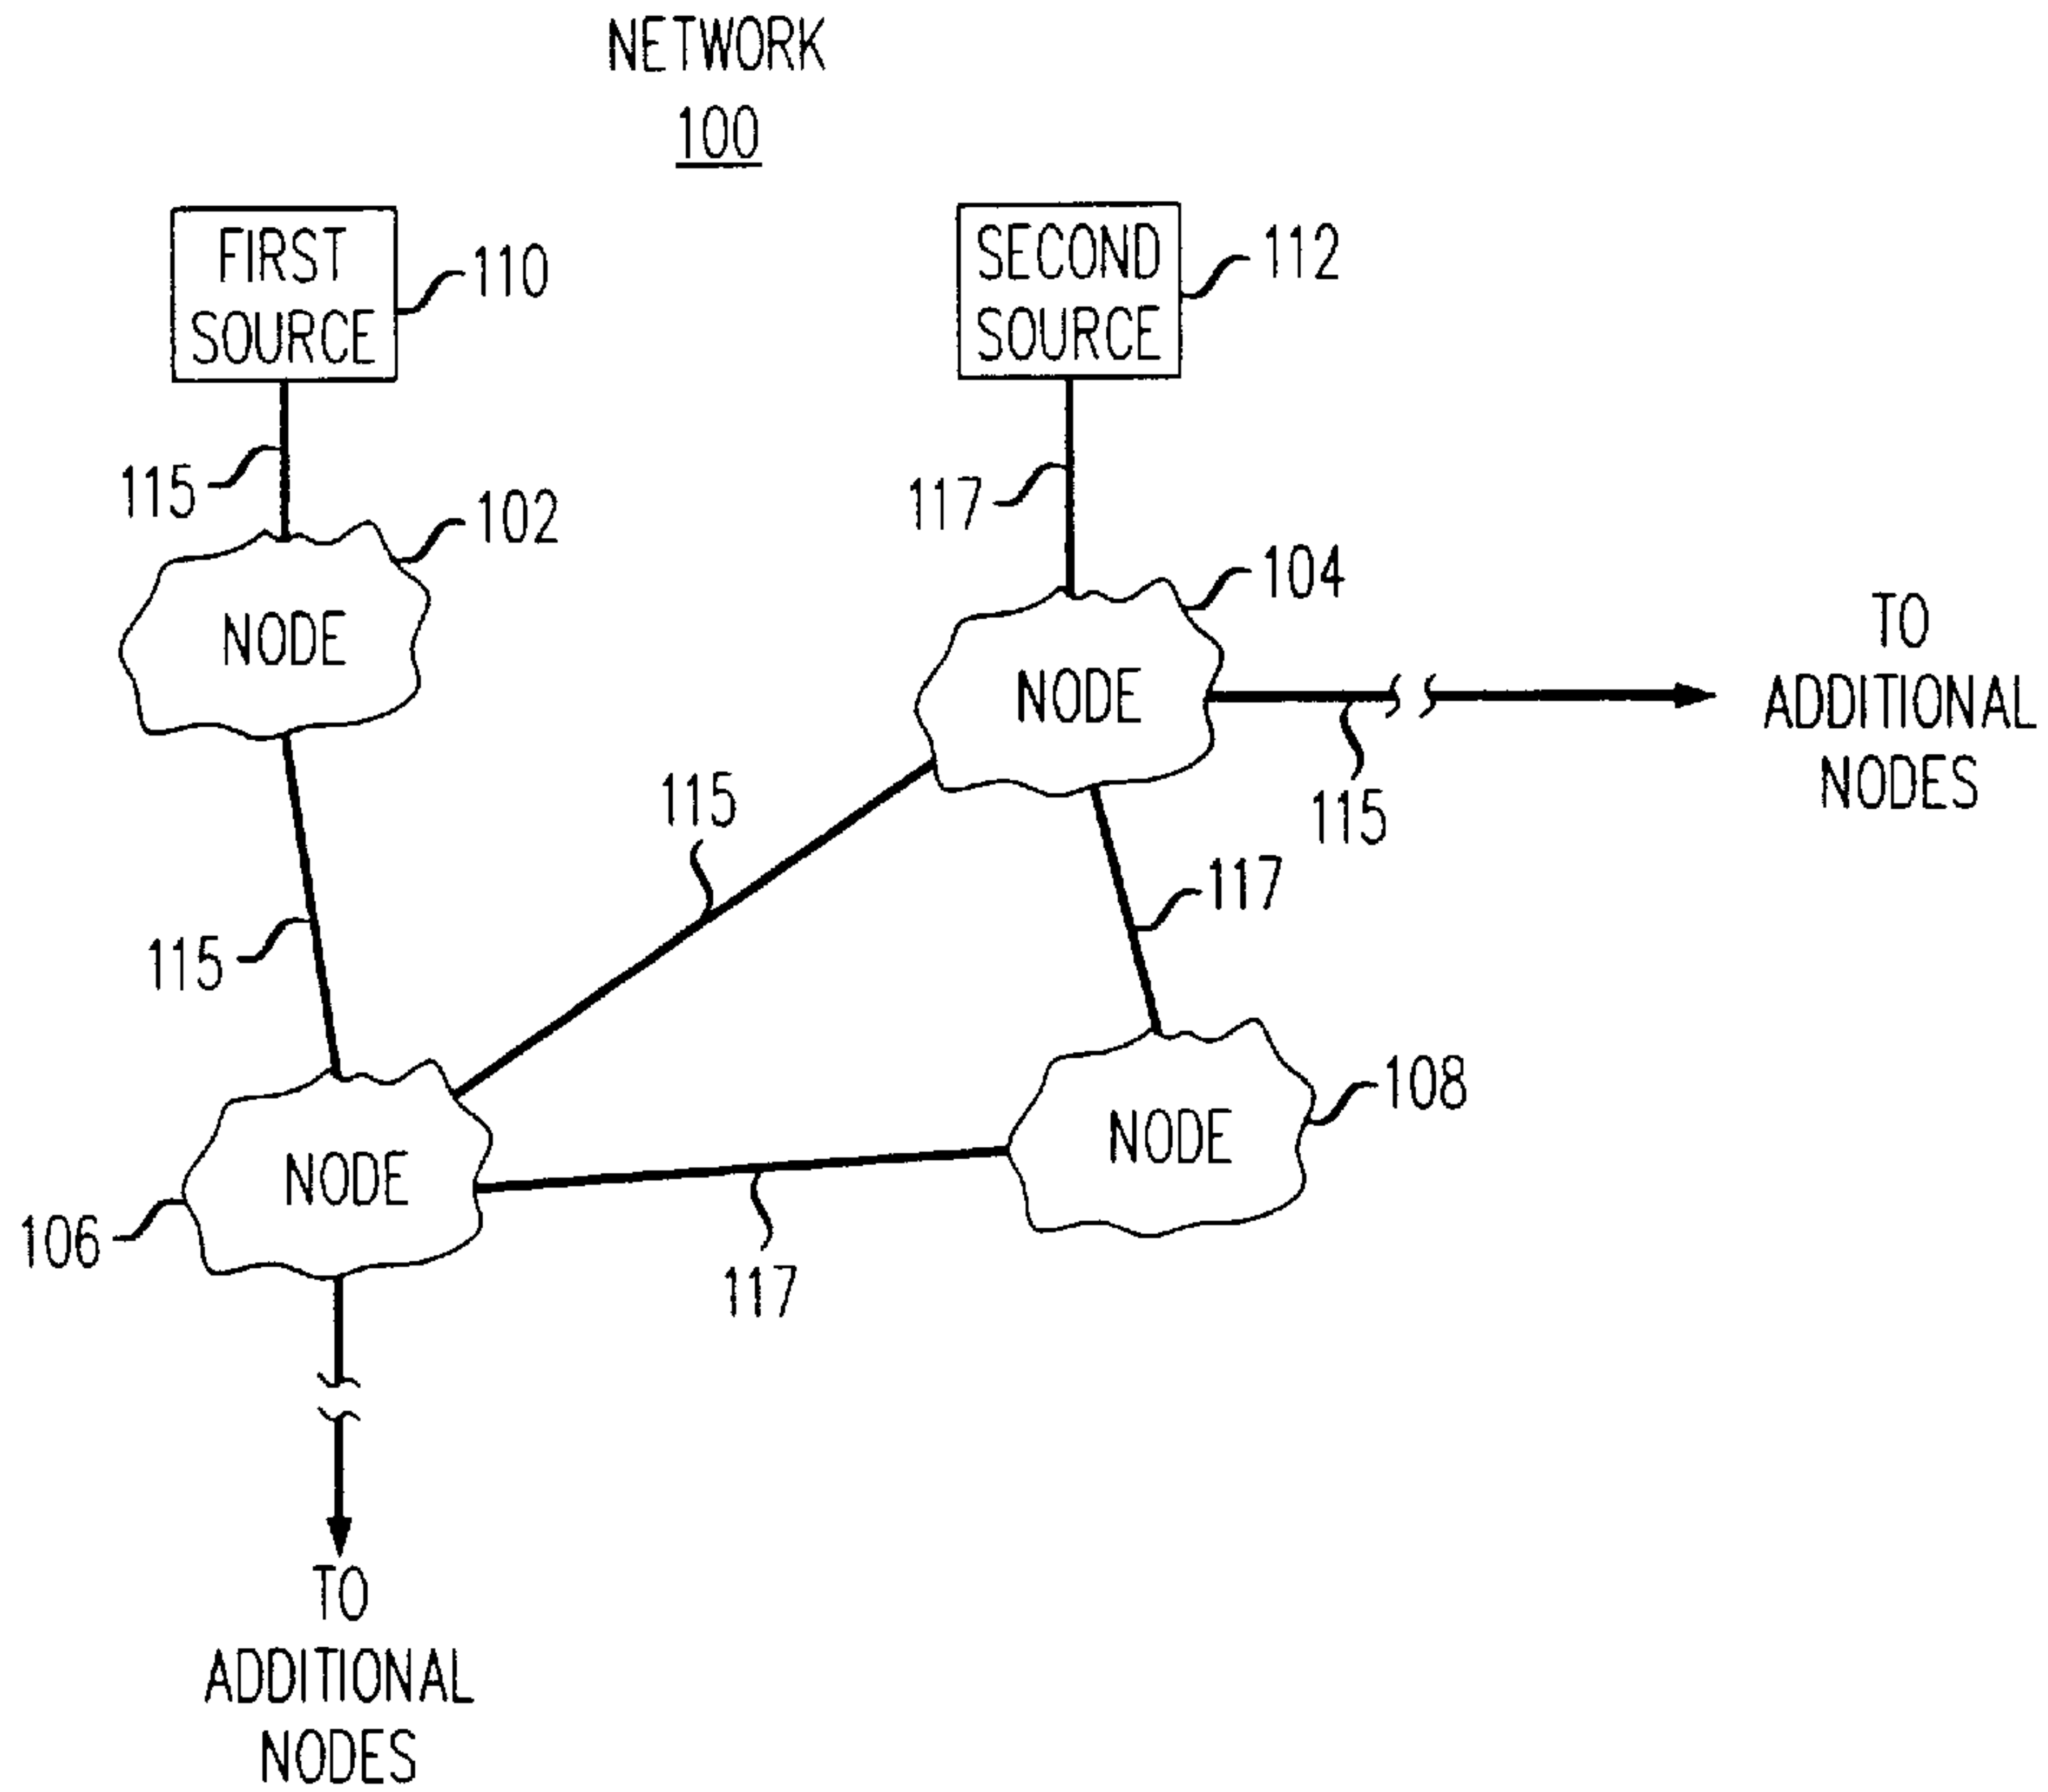 NETWORK
100
FIRST
SOURCE
110
SECOND
SOURCE
112
115
117
102
104
NODE
NODE
TO
ADDITIONAL
NODES
115
115
117
115
108
NODE
NODE
106
117
TO
ADDITIONAL
NODES